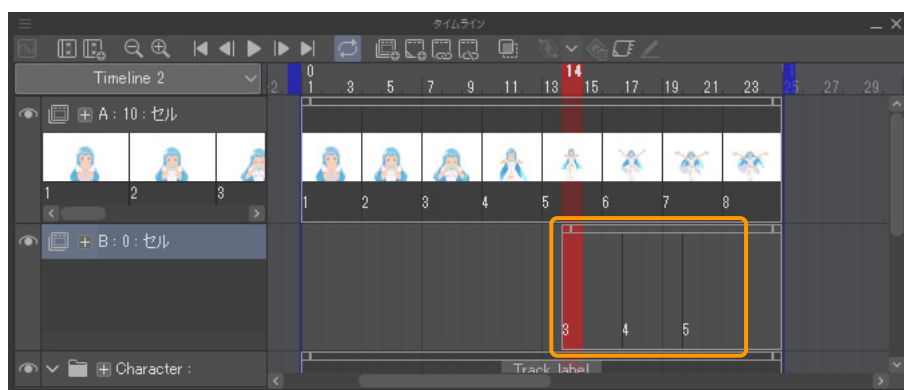 タイムライン
Timeline 2
-2 0 14 1
1 3 5 7 9 11 13 15 17 19 21 23 25 27 29
A : 10 : セル
1 2 3
1 2 3 4 5 6 7 8
B : 0 : セル
3 4 5
Character :
Track label